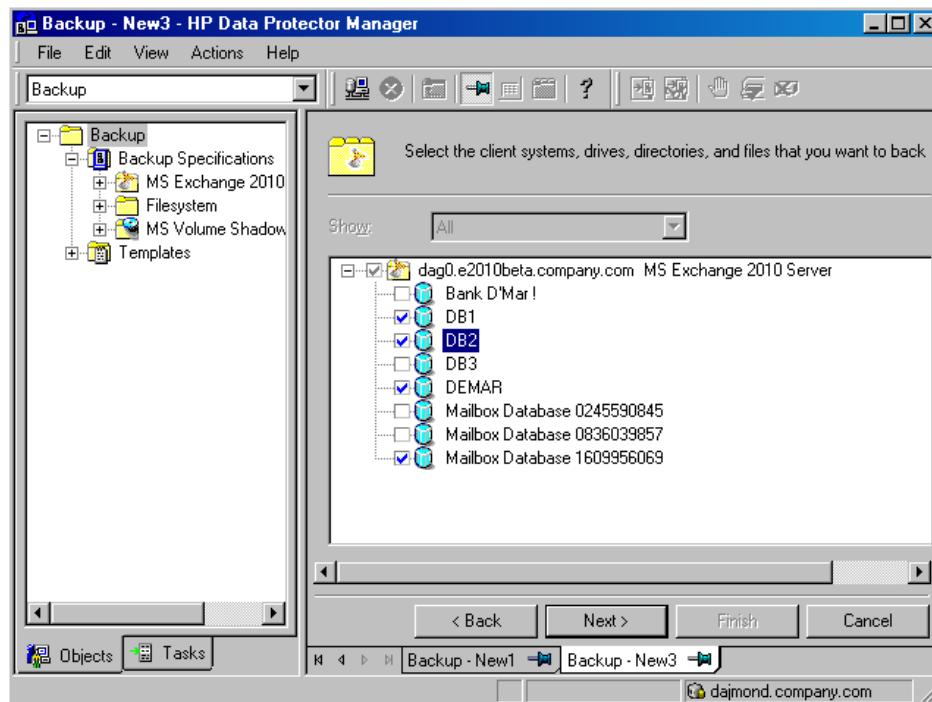 Backup - New3 - HP Data Protector Manager
File Edit View Actions Help
Backup
Backup
Backup Specifications
MS Exchange 2010
Filesystem
MS Volume Shadow
Templates
Objects Tasks
Select the client systems, drives, directories, and files that you want to back
Show: All
dag0.e2010beta.company.com MS Exchange 2010 Server
Bank D'Mar !
DB1
DB2
DB3
DEMAR
Mailbox Database 0245590845
Mailbox Database 0836039857
Mailbox Database 1609956069
< Back Next > Finish Cancel
Backup - New1 Backup - New3
dajmond.company.com